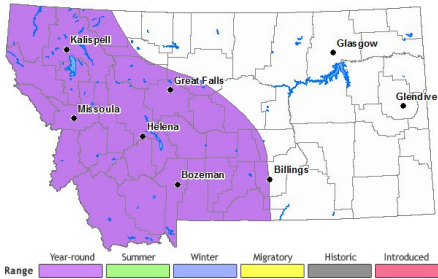 Kalispell
Glasgow
Great Falls
Glendive
Missoula
Helena
Billings
Bozeman
Year-round Summer Winter Migratory Historic Introduced
Range